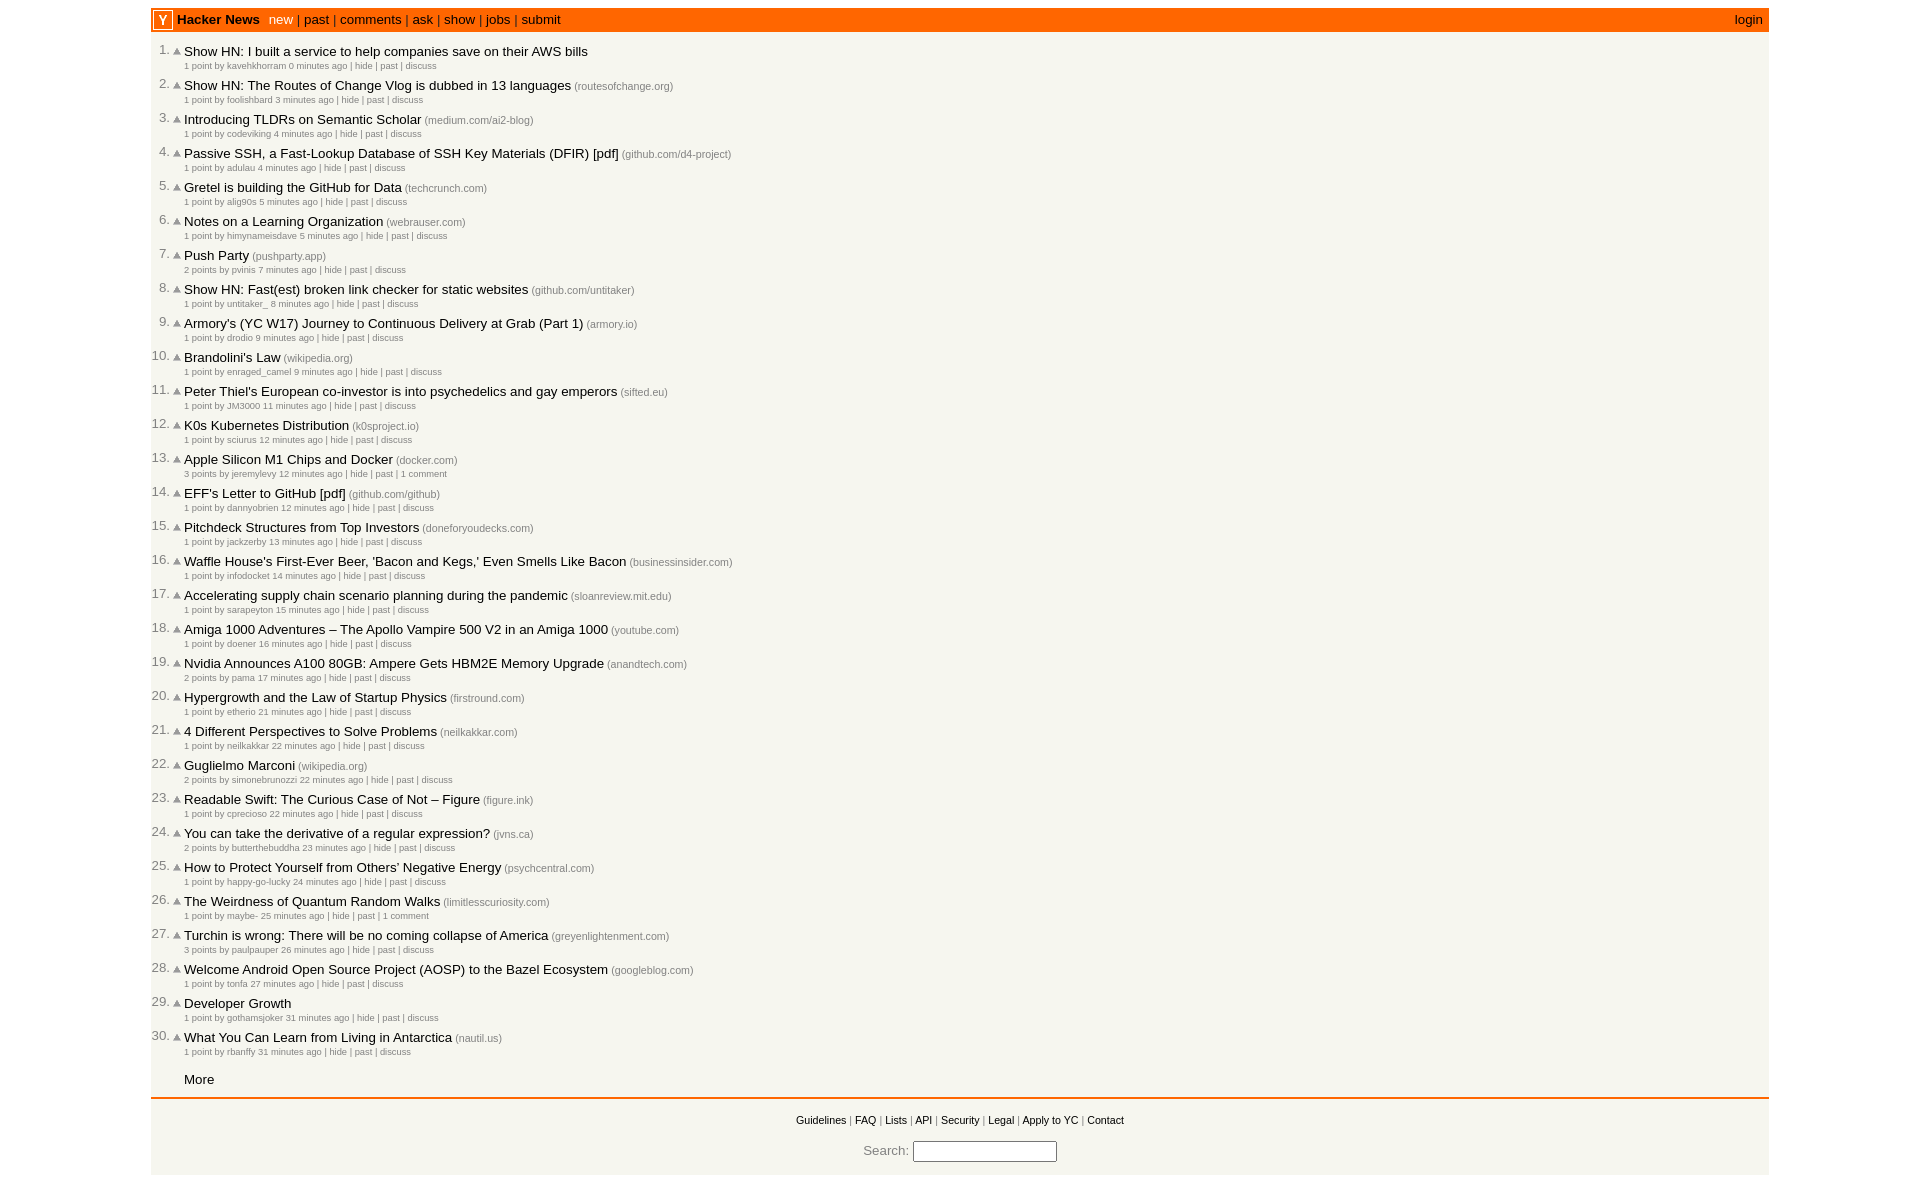 Y Hacker News new | past | comments | ask | show | jobs | submit login
1. Show HN: I built a service to help companies save on their AWS bills
1 point by kavehkhorram 0 minutes ago | hide | past | discuss
2. Show HN: The Routes of Change Vlog is dubbed in 13 languages (routesofchange.org)
1 point by foolishbard 3 minutes ago | hide | past | discuss
3. Introducing TLDRs on Semantic Scholar (medium.com/ai2-blog)
1 point by codeviking 4 minutes ago | hide | past | discuss
4. Passive SSH, a Fast-Lookup Database of SSH Key Materials (DFIR) [pdf] (github.com/d4-project)
1 point by adulau 4 minutes ago | hide | past | discuss
5. Gretel is building the GitHub for Data (techcrunch.com)
1 point by alig90s 5 minutes ago | hide | past | discuss
6. Notes on a Learning Organization (webrauser.com)
1 point by himynameisdave 5 minutes ago | hide | past | discuss
7. Push Party (pushparty.app)
2 points by pvinis 7 minutes ago | hide | past | discuss
8. Show HN: Fast(est) broken link checker for static websites (github.com/untitaker)
1 point by untitaker_ 8 minutes ago | hide | past | discuss
9. Armory's (YC W17) Journey to Continuous Delivery at Grab (Part 1) (armory.io)
1 point by drodio 9 minutes ago | hide | past | discuss
10. Brandolini's Law (wikipedia.org)
1 point by enraged_camel 9 minutes ago | hide | past | discuss
11. Peter Thiel's European co-investor is into psychedelics and gay emperors (sifted.eu)
1 point by JM3000 11 minutes ago | hide | past | discuss
12. K0s Kubernetes Distribution (k0sproject.io)
1 point by sciurus 12 minutes ago | hide | past | discuss
13. Apple Silicon M1 Chips and Docker (docker.com)
3 points by jeremylevy 12 minutes ago | hide | past | 1 comment
14. EFF's Letter to GitHub [pdf] (github.com/github)
1 point by dannyobrien 12 minutes ago | hide | past | discuss
15. Pitchdeck Structures from Top Investors (doneforyoudecks.com)
1 point by jackzerby 13 minutes ago | hide | past | discuss
16. Waffle House's First-Ever Beer, 'Bacon and Kegs,' Even Smells Like Bacon (businessinsider.com)
1 point by infodocket 14 minutes ago | hide | past | discuss
17. Accelerating supply chain scenario planning during the pandemic (sloanreview.mit.edu)
1 point by sarapeyton 15 minutes ago | hide | past | discuss
18. Amiga 1000 Adventures – The Apollo Vampire 500 V2 in an Amiga 1000 (youtube.com)
1 point by doener 16 minutes ago | hide | past | discuss
19. Nvidia Announces A100 80GB: Ampere Gets HBM2E Memory Upgrade (anandtech.com)
2 points by pama 17 minutes ago | hide | past | discuss
20. Hypergrowth and the Law of Startup Physics (firstround.com)
1 point by etherio 21 minutes ago | hide | past | discuss
21. 4 Different Perspectives to Solve Problems (neilkakkar.com)
1 point by neilkakkar 22 minutes ago | hide | past | discuss
22. Guglielmo Marconi (wikipedia.org)
2 points by simonebrunozzi 22 minutes ago | hide | past | discuss
23. Readable Swift: The Curious Case of Not – Figure (figure.ink)
1 point by cprecioso 22 minutes ago | hide | past | discuss
24. You can take the derivative of a regular expression? (jvns.ca)
2 points by butterthebuddha 23 minutes ago | hide | past | discuss
25. How to Protect Yourself from Others’ Negative Energy (psychcentral.com)
1 point by happy-go-lucky 24 minutes ago | hide | past | discuss
26. The Weirdness of Quantum Random Walks (limitlesscuriosity.com)
1 point by maybe- 25 minutes ago | hide | past | 1 comment
27. Turchin is wrong: There will be no coming collapse of America (greyenlightenment.com)
3 points by paulpauper 26 minutes ago | hide | past | discuss
28. Welcome Android Open Source Project (AOSP) to the Bazel Ecosystem (googleblog.com)
1 point by tonfa 27 minutes ago | hide | past | discuss
29. Developer Growth
1 point by gothamsjoker 31 minutes ago | hide | past | discuss
30. What You Can Learn from Living in Antarctica (nautil.us)
1 point by rbanffy 31 minutes ago | hide | past | discuss
More
Guidelines | FAQ | Lists | API | Security | Legal | Apply to YC | Contact
Search: